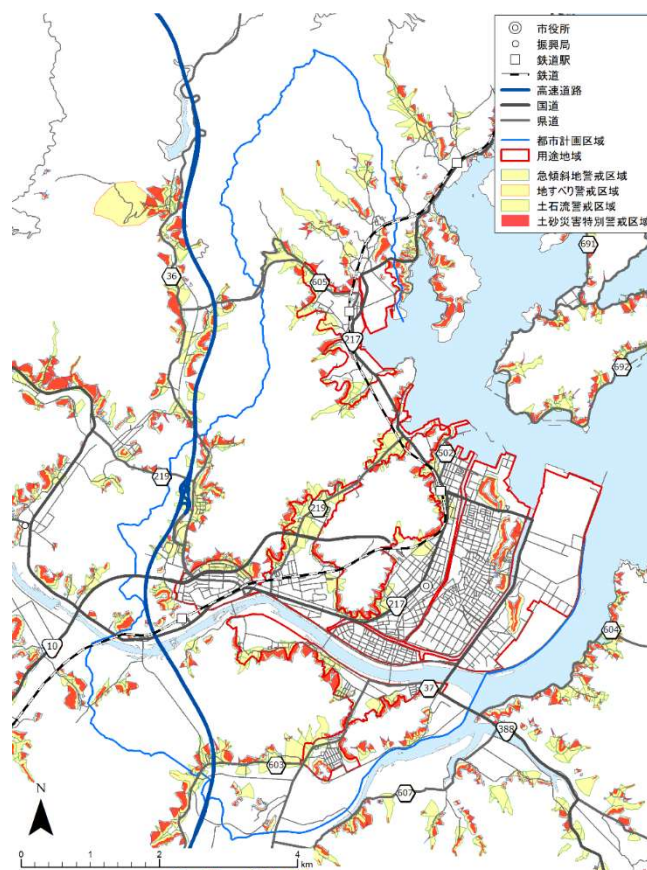 市役所
振興局
鉄道駅
鉄道
高速道路
国道
県道
都市計画区域
用途地域
急傾斜地警戒区域
地すべり警戒区域
土石流警戒区域
土砂災害特別警戒区域
691
36
605
217
692
602
219
219
217
10
604
37
388
603
607
N
0 1 2 4
km